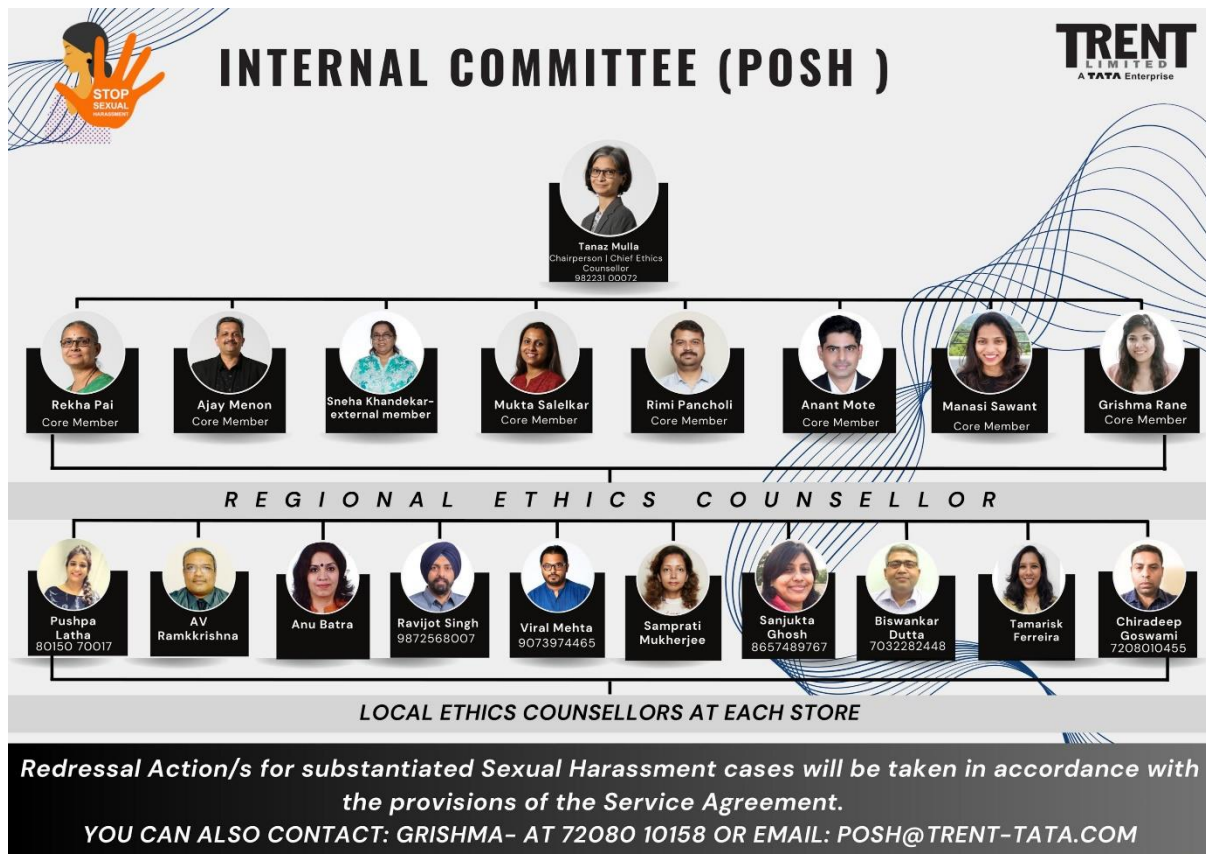 STOP
SEXUAL
HARASSMENT
INTERNAL COMMITTEE (POSH )
TRENT
LIMITED
A TATA Enterprise
Tanaz Mulla
Chairperson | Chief Ethics
Counsellor
982231 00072
Rekha Pai
Core Member
Ajay Menon
Core Member
Sneha Khandekar-
external member
Mukta Salelkar
Core Member
Rimi Pancholi
Core Member
Anant Mote
Core Member
Manasi Sawant
Core Member
Grishma Rane
Core Member
REGIONAL ETHICS COUNSELLOR
Pushpa
Latha
80150 70017
AV
Ramkkrishna
Anu Batra
Ravijot Singh
9872568007
Viral Mehta
9073974465
Samprati
Mukherjee
Sanjukta
Ghosh
8657489767
Biswankar
Dutta
7032282448
Tamarisk
Ferreira
Chiradeep
Goswami
7208010455
LOCAL ETHICS COUNSELLORS AT EACH STORE
Redressal Action/s for substantiated Sexual Harassment cases will be taken in accordance with
the provisions of the Service Agreement.
YOU CAN ALSO CONTACT: GRISHMA- AT 72080 10158 OR EMAIL: POSH@TRENT-TATA.COM